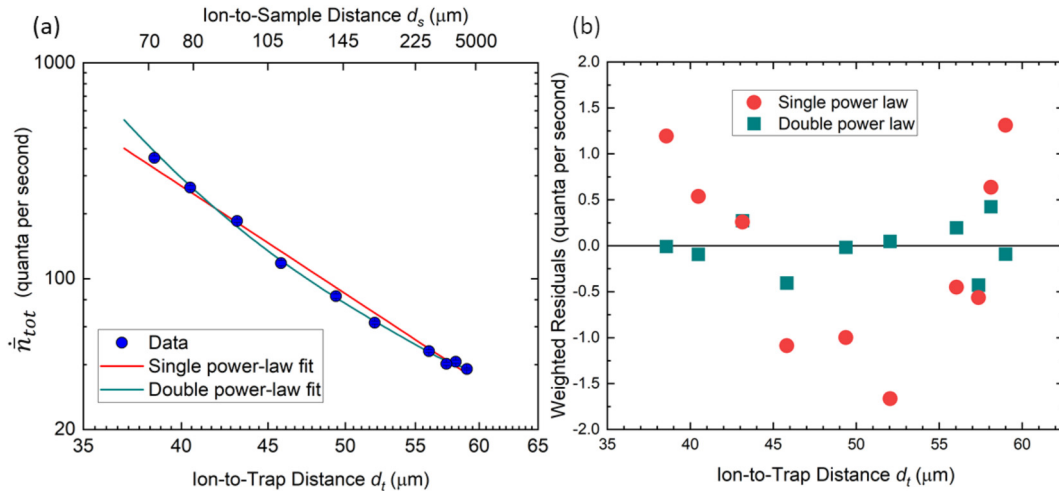 (a)
Ion-to-Sample Distance dₛ (μm)
70 80 105 145 225 5000
1000
100
20
ṅₜₒₜ (quanta per second)
Data
Single power-law fit
Double power-law fit
35 40 45 50 55 60 65
Ion-to-Trap Distance dₜ (μm)
(b)
2.0
1.5
1.0
0.5
0.0
-0.5
-1.0
-1.5
-2.0
Weighted Residuals (quanta per second)
Single power law
Double power law
35 40 45 50 55 60
Ion-to-Trap Distance dₜ (μm)